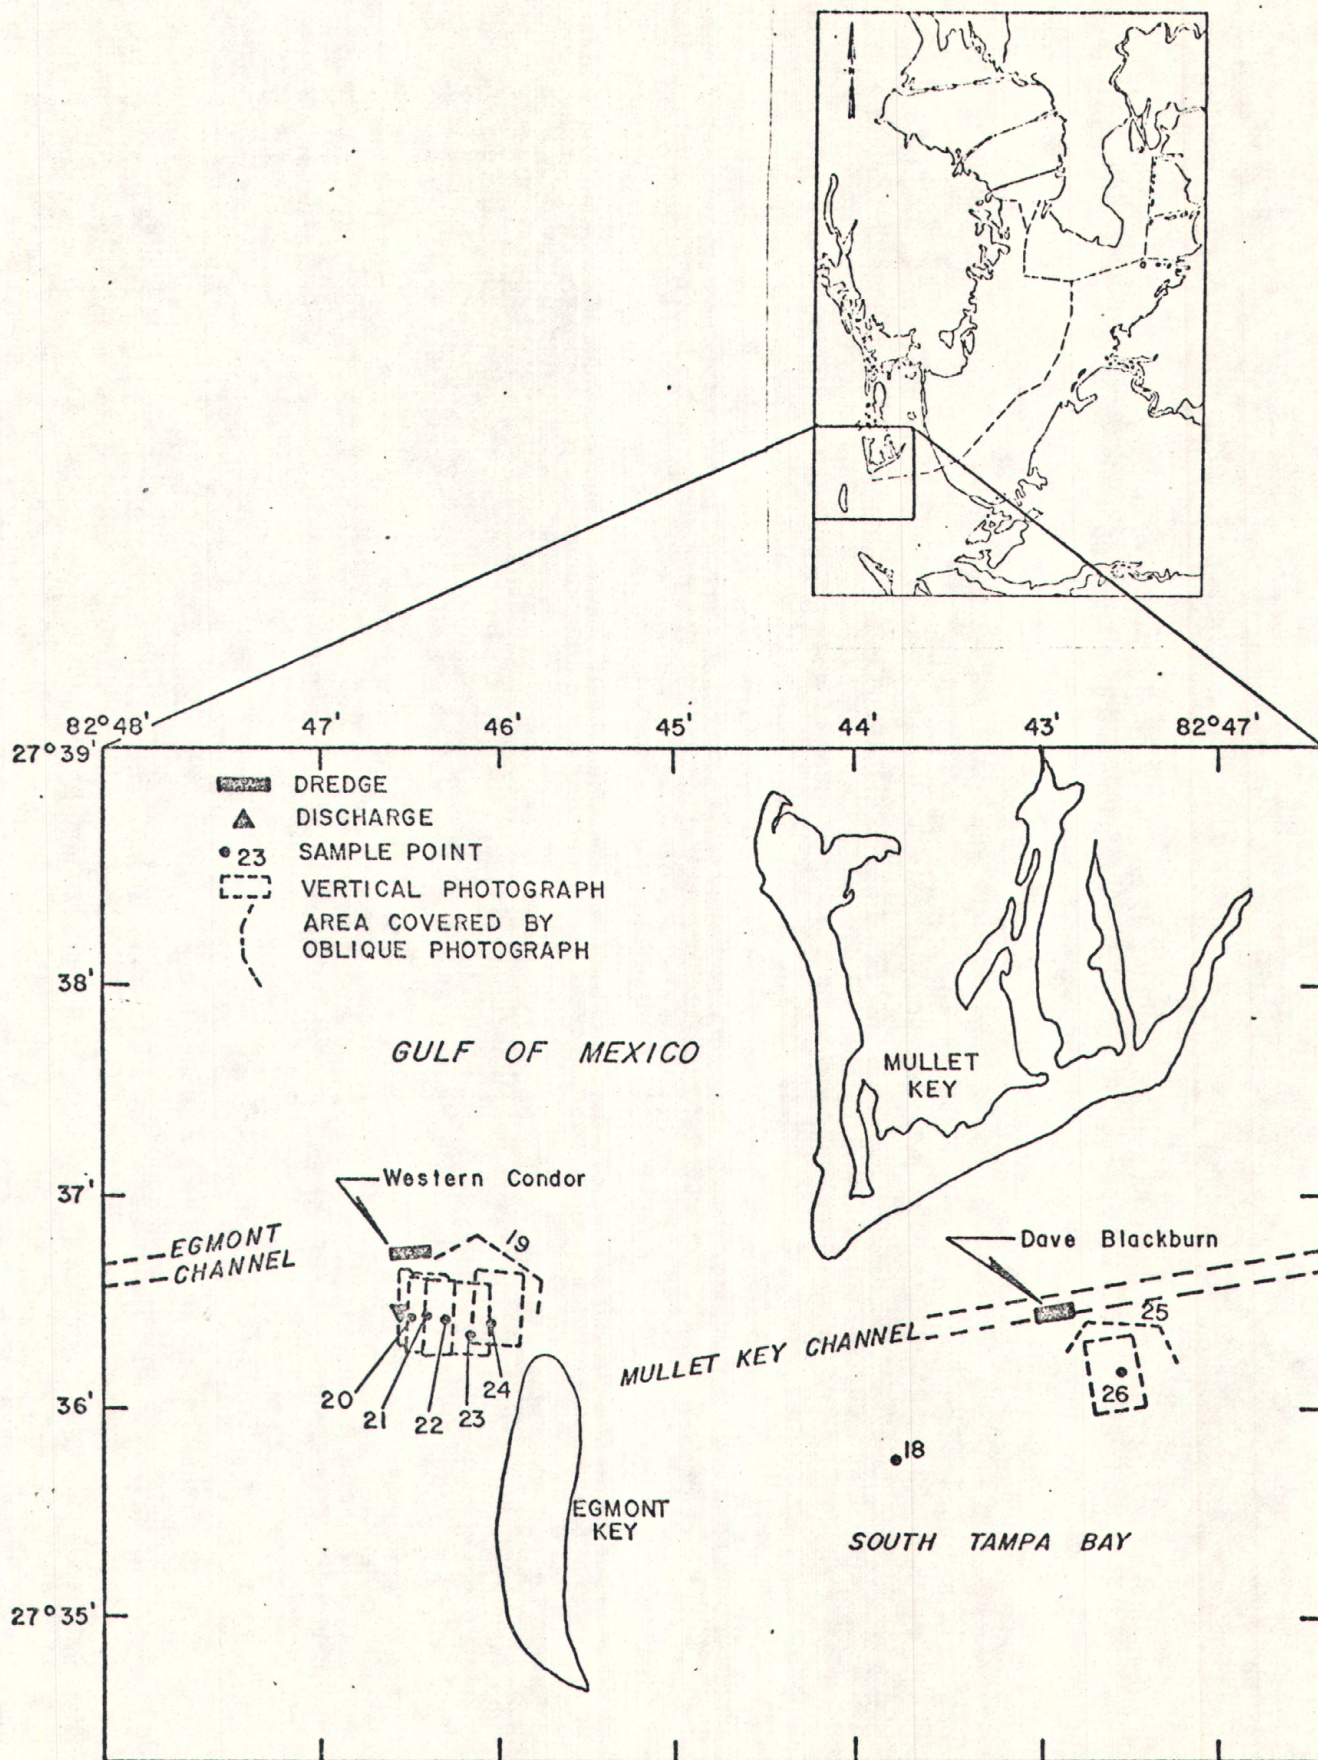 82°48' 47' 46' 45' 44' 43' 82°47'
27°39'
DREDGE
DISCHARGE
23 SAMPLE POINT
VERTICAL PHOTOGRAPH
AREA COVERED BY
OBLIQUE PHOTOGRAPH
38'
GULF OF MEXICO
MULLET
KEY
37'
Western Condor
EGMONT
CHANNEL
19
Dave Blackburn
25
MULLET KEY CHANNEL
26
20
21
22
23
24
36'
18
EGMONT
KEY
SOUTH TAMPA BAY
27°35'